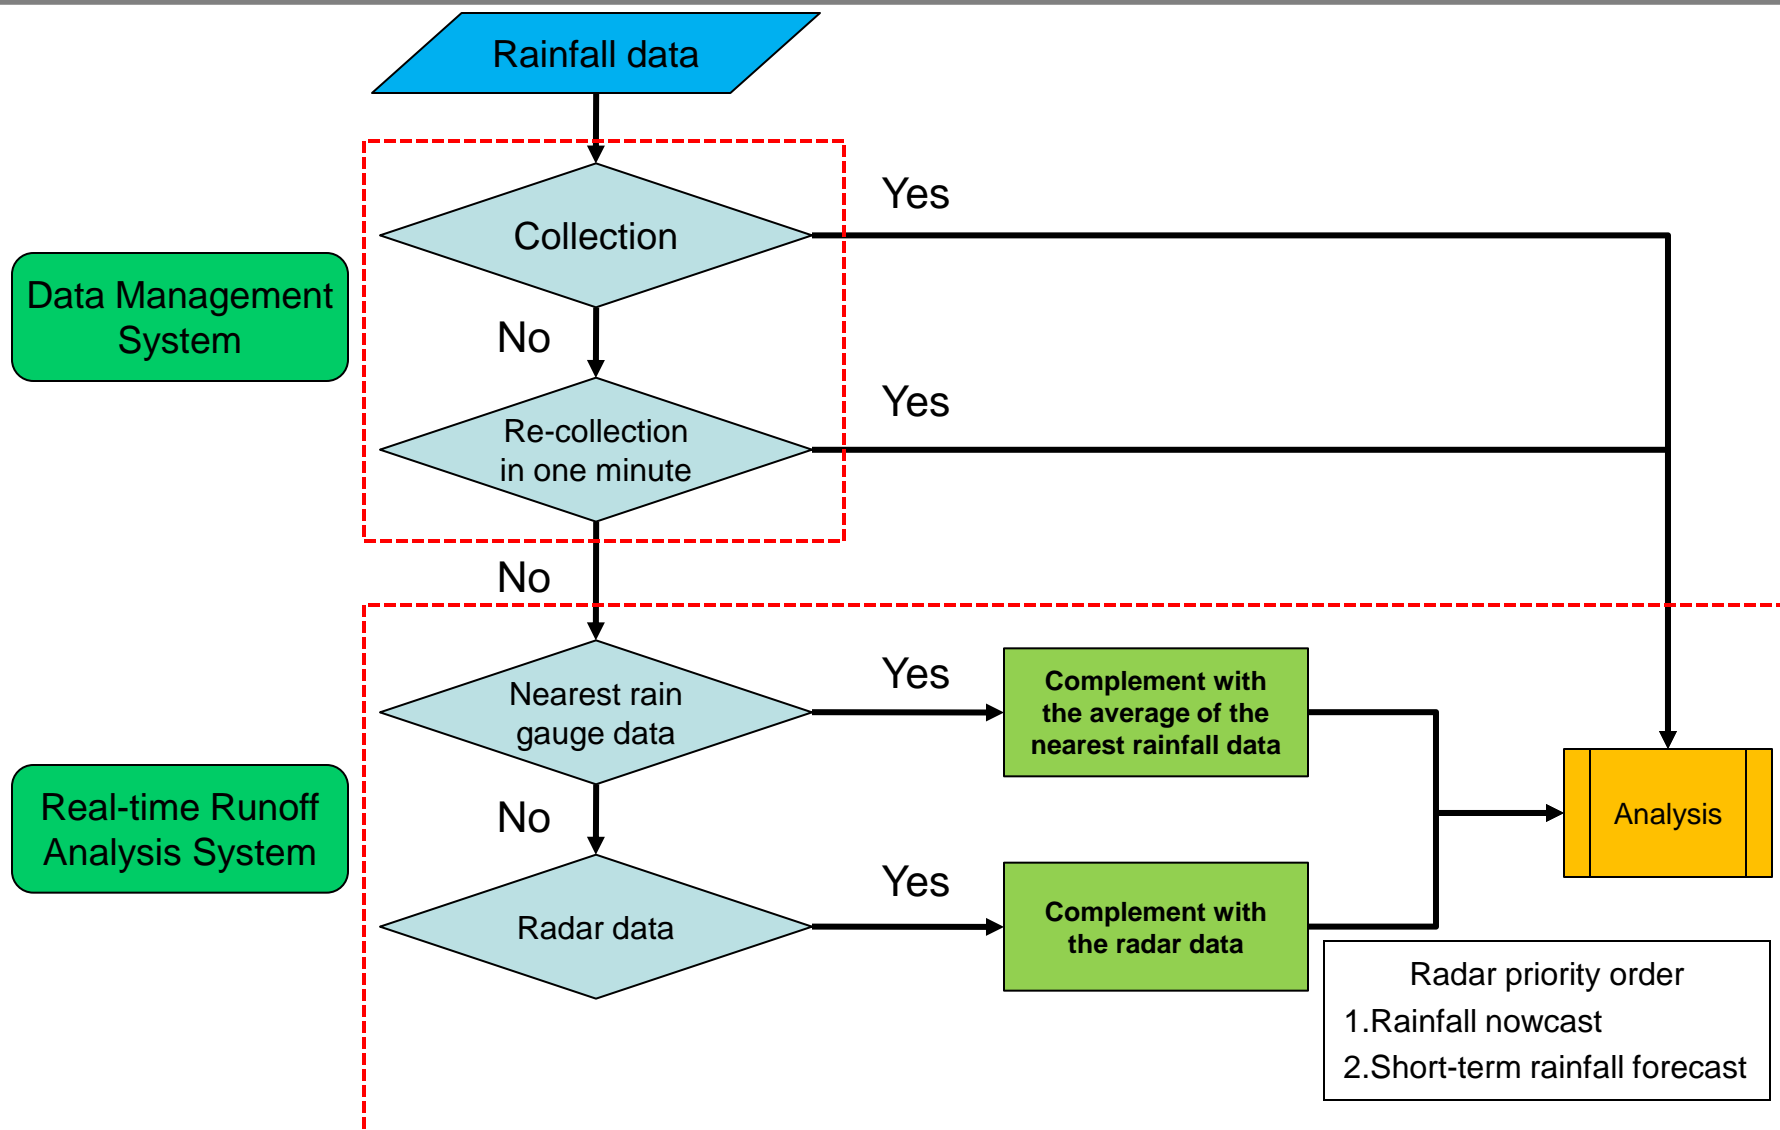 Rainfall data
Collection
Yes
Data Management
System
No
Re-collection
in one minute
Yes
No
Nearest rain
gauge data
Yes
Complement with
the average of the
nearest rainfall data
Real-time Runoff
Analysis System
No
Analysis
Radar data
Yes
Complement with
the radar data
Radar priority order
1.Rainfall nowcast
2.Short-term rainfall forecast